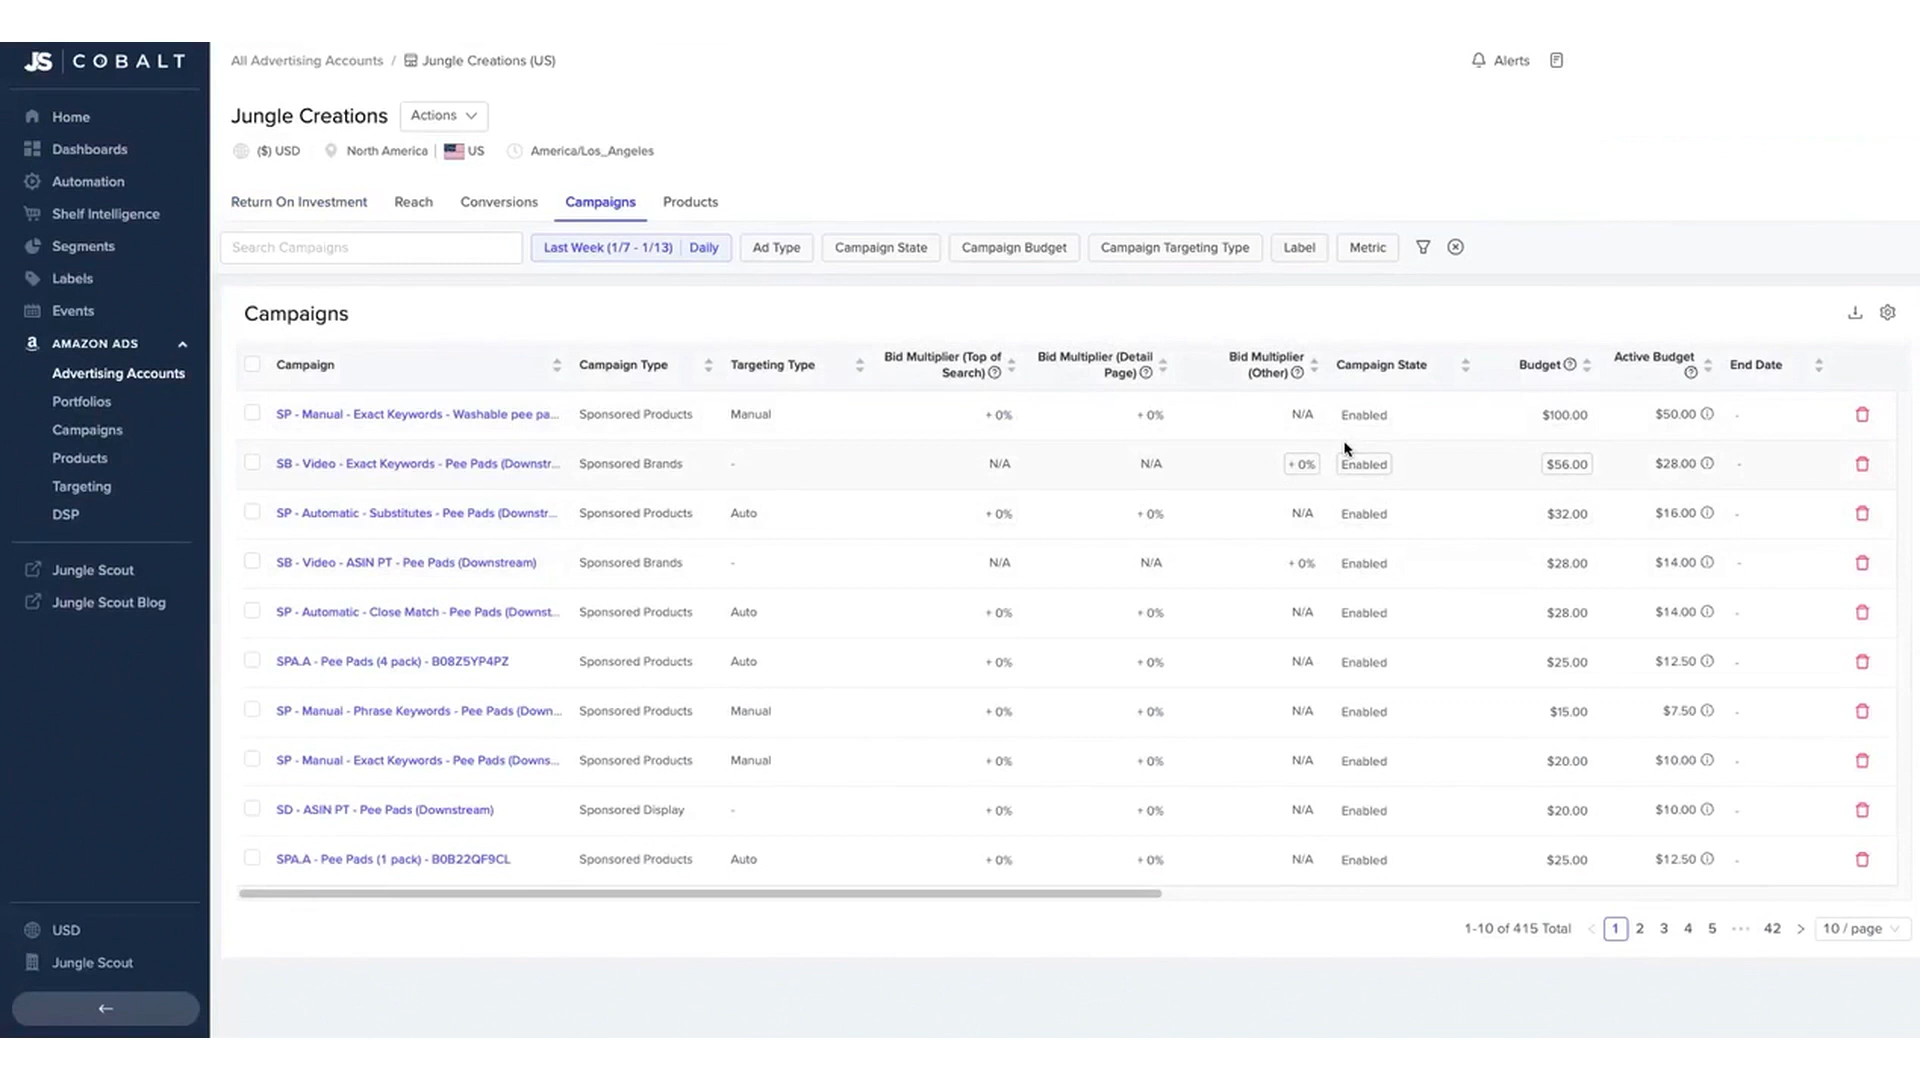 JS | COBALT
All Advertising Accounts / Jungle Creations (US)
Alerts
Home
Dashboards
Automation
Shelf Intelligence
Segments
Labels
Events
a AMAZON ADS
Advertising Accounts
Portfolios
Campaigns
Products
Targeting
DSP
Jungle Scout
Jungle Scout Blog
USD
Jungle Scout
Jungle Creations Actions
($) USD North America | US America/Los_Angeles
Return On Investment Reach Conversions Campaigns Products
Search Campaigns Last Week (1/7 - 1/13) Daily Ad Type Campaign State Campaign Budget Campaign Targeting Type Label Metric
Campaigns
Campaign Campaign Type Targeting Type Bid Multiplier (Top of Search) Bid Multiplier (Detail Page) Bid Multiplier (Other) Campaign State Budget Active Budget End Date
SP - Manual - Exact Keywords - Washable pee pa... Sponsored Products Manual + 0% + 0% N/A Enabled $100.00 $50.00 -
SB - Video - Exact Keywords - Pee Pads (Downstr... Sponsored Brands - N/A N/A + 0% Enabled $56.00 $28.00 -
SP - Automatic - Substitutes - Pee Pads (Downstr... Sponsored Products Auto + 0% + 0% N/A Enabled $32.00 $16.00 -
SB - Video - ASIN PT - Pee Pads (Downstream) Sponsored Brands - N/A N/A + 0% Enabled $28.00 $14.00 -
SP - Automatic - Close Match - Pee Pads (Downst... Sponsored Products Auto + 0% + 0% N/A Enabled $28.00 $14.00 -
SPA.A - Pee Pads (4 pack) - B08Z5YP4PZ Sponsored Products Auto + 0% + 0% N/A Enabled $25.00 $12.50 -
SP - Manual - Phrase Keywords - Pee Pads (Down... Sponsored Products Manual + 0% + 0% N/A Enabled $15.00 $7.50 -
SP - Manual - Exact Keywords - Pee Pads (Downs... Sponsored Products Manual + 0% + 0% N/A Enabled $20.00 $10.00 -
SD - ASIN PT - Pee Pads (Downstream) Sponsored Display - + 0% + 0% N/A Enabled $20.00 $10.00 -
SPA.A - Pee Pads (1 pack) - B0B22QF9CL Sponsored Products Auto + 0% + 0% N/A Enabled $25.00 $12.50 -
1-10 of 415 Total 1 2 3 4 5 ••• 42 10 / page